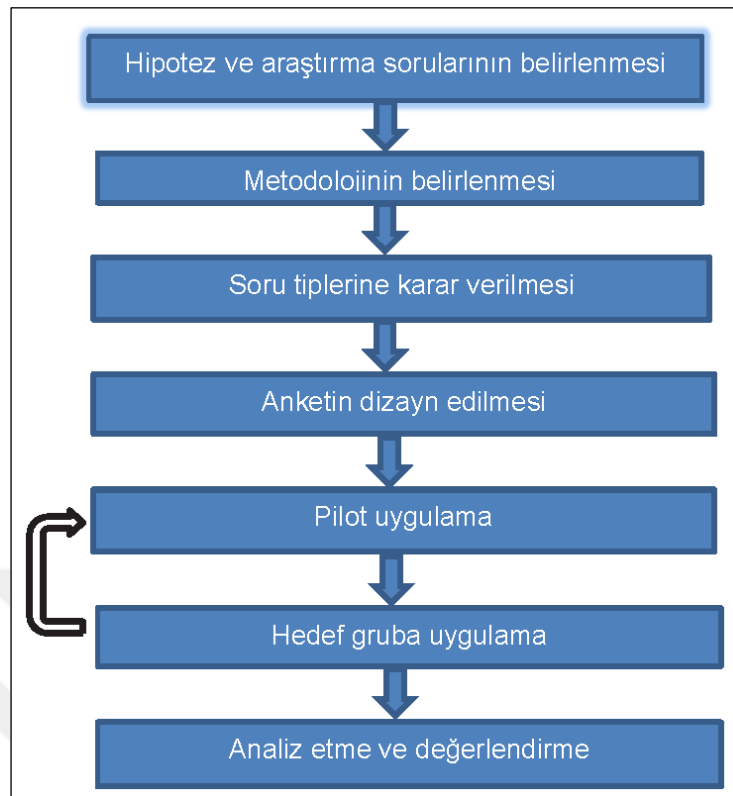 Hipotez ve araştırma sorularının belirlenmesi
Metodolojinin belirlenmesi
Soru tiplerine karar verilmesi
Anketin dizayn edilmesi
Pilot uygulama
Hedef gruba uygulama
Analiz etme ve değerlendirme